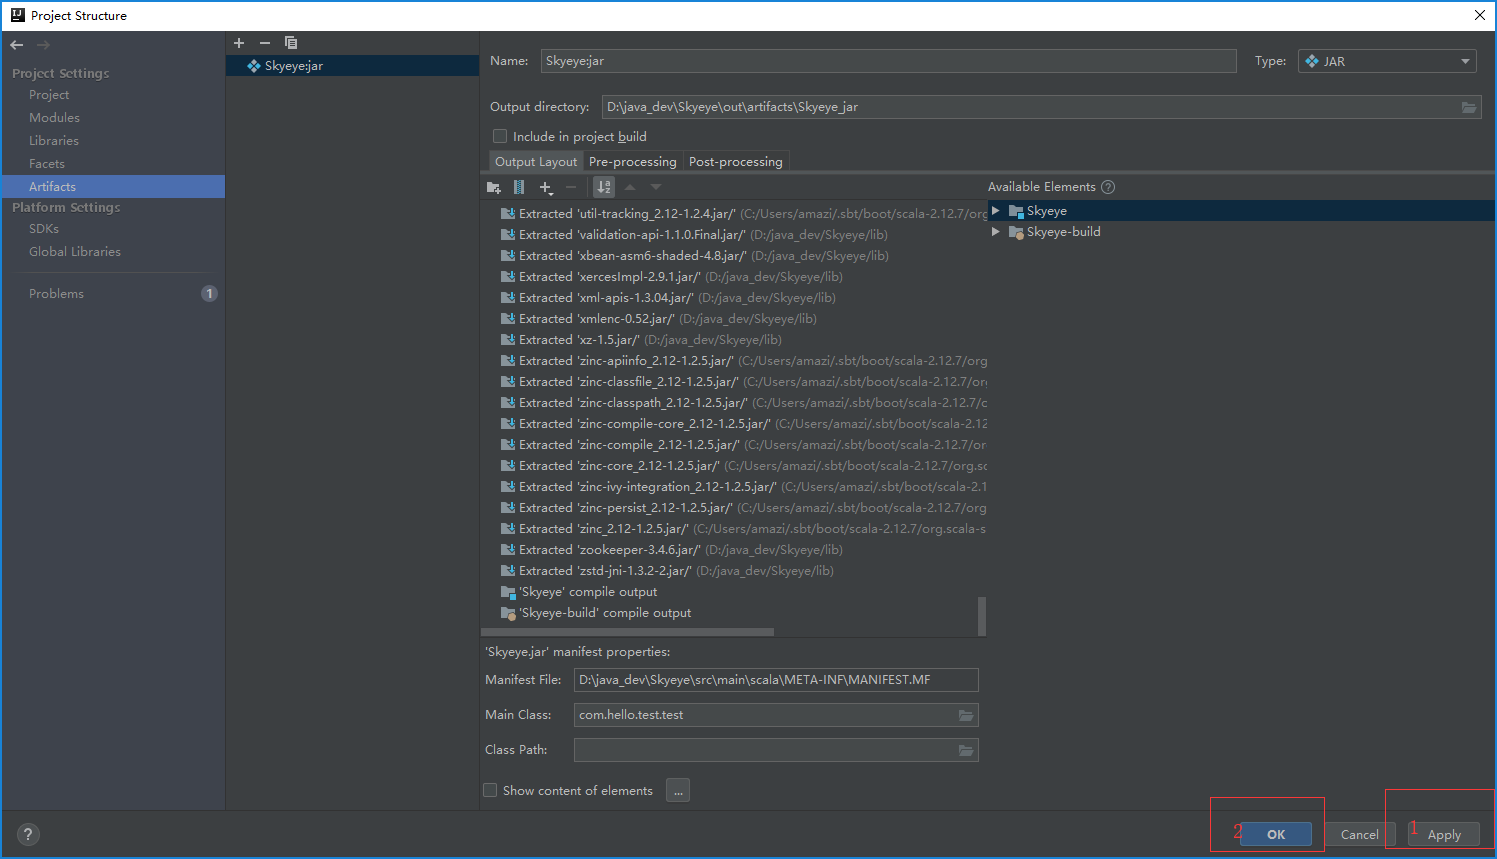 Project Structure
Project Settings
Project
Modules
Libraries
Facets
Artifacts
Platform Settings
SDKs
Global Libraries
Problems 1
Skyeye:jar
Name: Skyeye:jar Type: JAR
Output directory: D:\java_dev\Skyeye\out\artifacts\Skyeye_jar
Include in project build
Output Layout Pre-processing Post-processing
Extracted 'util-tracking_2.12-1.2.4.jar/' (C:/Users/amazi/.sbt/boot/scala-2.12.7/org
Extracted 'validation-api-1.1.0.Final.jar/' (D:/java_dev/Skyeye/lib)
Extracted 'xbean-asm6-shaded-4.8.jar/' (D:/java_dev/Skyeye/lib)
Extracted 'xercesImpl-2.9.1.jar/' (D:/java_dev/Skyeye/lib)
Extracted 'xml-apis-1.3.04.jar/' (D:/java_dev/Skyeye/lib)
Extracted 'xmlenc-0.52.jar/' (D:/java_dev/Skyeye/lib)
Extracted 'xz-1.5.jar/' (D:/java_dev/Skyeye/lib)
Extracted 'zinc-apiinfo_2.12-1.2.5.jar/' (C:/Users/amazi/.sbt/boot/scala-2.12.7/org
Extracted 'zinc-classfile_2.12-1.2.5.jar/' (C:/Users/amazi/.sbt/boot/scala-2.12.7/org
Extracted 'zinc-classpath_2.12-1.2.5.jar/' (C:/Users/amazi/.sbt/boot/scala-2.12.7/o
Extracted 'zinc-compile-core_2.12-1.2.5.jar/' (C:/Users/amazi/.sbt/boot/scala-2.12
Extracted 'zinc-compile_2.12-1.2.5.jar/' (C:/Users/amazi/.sbt/boot/scala-2.12.7/or
Extracted 'zinc-core_2.12-1.2.5.jar/' (C:/Users/amazi/.sbt/boot/scala-2.12.7/org.sc
Extracted 'zinc-ivy-integration_2.12-1.2.5.jar/' (C:/Users/amazi/.sbt/boot/scala-2.1
Extracted 'zinc-persist_2.12-1.2.5.jar/' (C:/Users/amazi/.sbt/boot/scala-2.12.7/org
Extracted 'zinc_2.12-1.2.5.jar/' (C:/Users/amazi/.sbt/boot/scala-2.12.7/org.scala-s
Extracted 'zookeeper-3.4.6.jar/' (D:/java_dev/Skyeye/lib)
Extracted 'zstd-jni-1.3.2-2.jar/' (D:/java_dev/Skyeye/lib)
'Skyeye' compile output
'Skyeye-build' compile output
Available Elements ?
Skyeye
Skyeye-build
'Skyeye.jar' manifest properties:
Manifest File: D:\java_dev\Skyeye\src\main\scala\META-INF\MANIFEST.MF
Main Class: com.hello.test.test
Class Path:
Show content of elements ...
? 2 OK Cancel 1 Apply